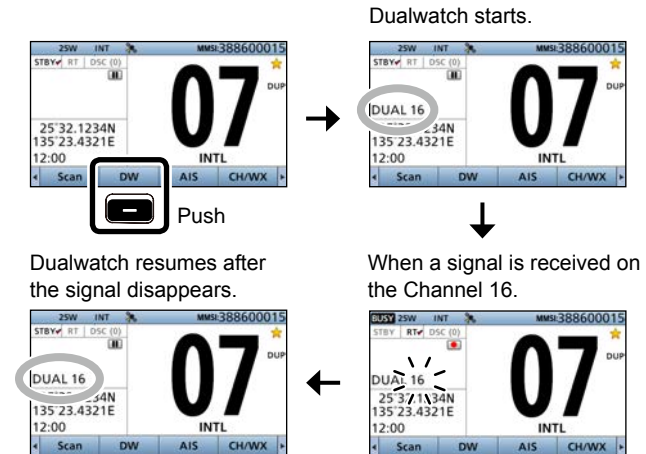 25W INT MMSI:388600015
STBY RT DSC (0)
07
DUP
25°32.1234N
135°23.4321E
12:00
INTL
Scan DW AIS CH/WX
Push
Dualwatch starts.
25W INT MMSI:388600015
STBY RT DSC (0)
07
DUP
DUAL 16
34N
135°23.4321E
12:00
INTL
Scan DW AIS CH/WX
When a signal is received on
the Channel 16.
BUSY 25W INT MMSI:388600015
STBY RT DSC (0)
07
DUP
DUAL 16
34N
135°23.4321E
12:00
INTL
Scan DW AIS CH/WX
Dualwatch resumes after
the signal disappears.
25W INT MMSI:388600015
STBY RT DSC (0)
07
DUP
DUAL 16
34N
135°23.4321E
12:00
INTL
Scan DW AIS CH/WX